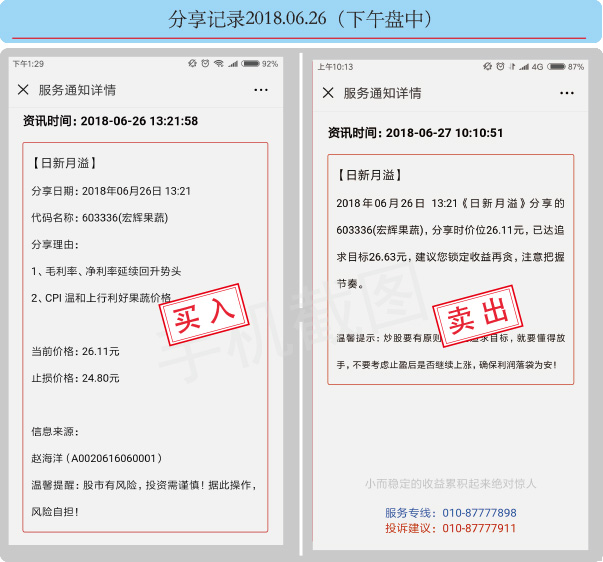 分享记录2018.06.26（下午盘中）
下午1:29
92%
服务通知详情
资讯时间: 2018-06-26 13:21:58
【日新月溢】
分享日期: 2018年06月26日 13:21
代码名称: 603336(宏辉果蔬)
分享理由:
1、毛利率、净利率延续回升势头
2、CPI 温和上行利好果蔬价格
买入
当前价格: 26.11元
止损价格: 24.80元
信息来源:
赵海洋 (A0020616060001)
温馨提醒: 股市有风险, 投资需谨慎! 据此操作,
风险自担!
上午10:13
4G 87%
服务通知详情
资讯时间: 2018-06-27 10:10:51
【日新月溢】
2018年06月26日 13:21《日新月溢》分享的
603336(宏辉果蔬), 分享时价位26.11元, 已达追
求目标26.63元, 建议您锁定收益再贪, 注意把握
节奏。
卖出
温馨提示: 炒股要有原则 求目标, 就要懂得放
手, 不要考虑止盈后是否继续上涨, 确保利润落袋为安!
小而稳定的收益累积起来绝对惊人
服务专线: 010-87777898
投诉建议: 010-87777911
手机截图